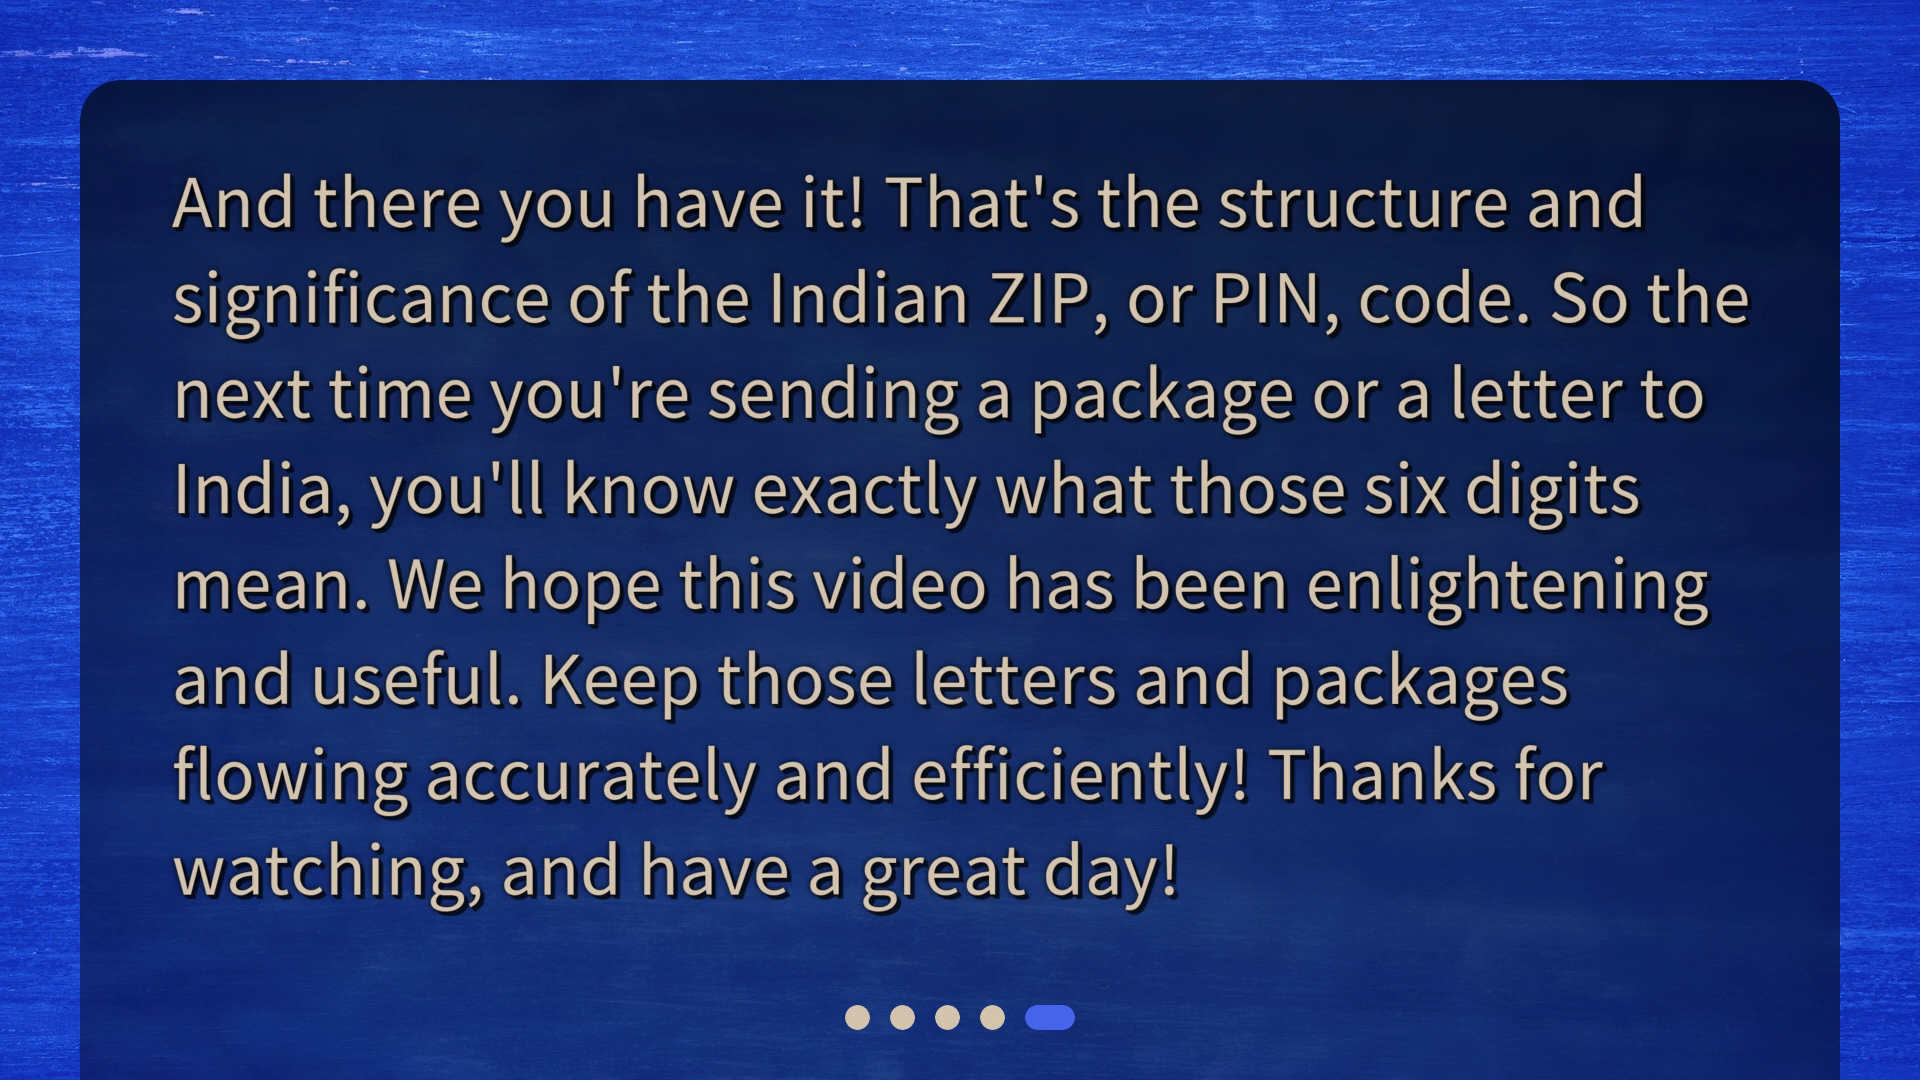 And there you have it! That's the structure and
significance of the Indian ZIP, or PIN, code. So the
next time you're sending a package or a letter to
India, you'll know exactly what those six digits
mean. We hope this video has been enlightening
and useful. Keep those letters and packages
flowing accurately and efficiently! Thanks for
watching, and have a great day!